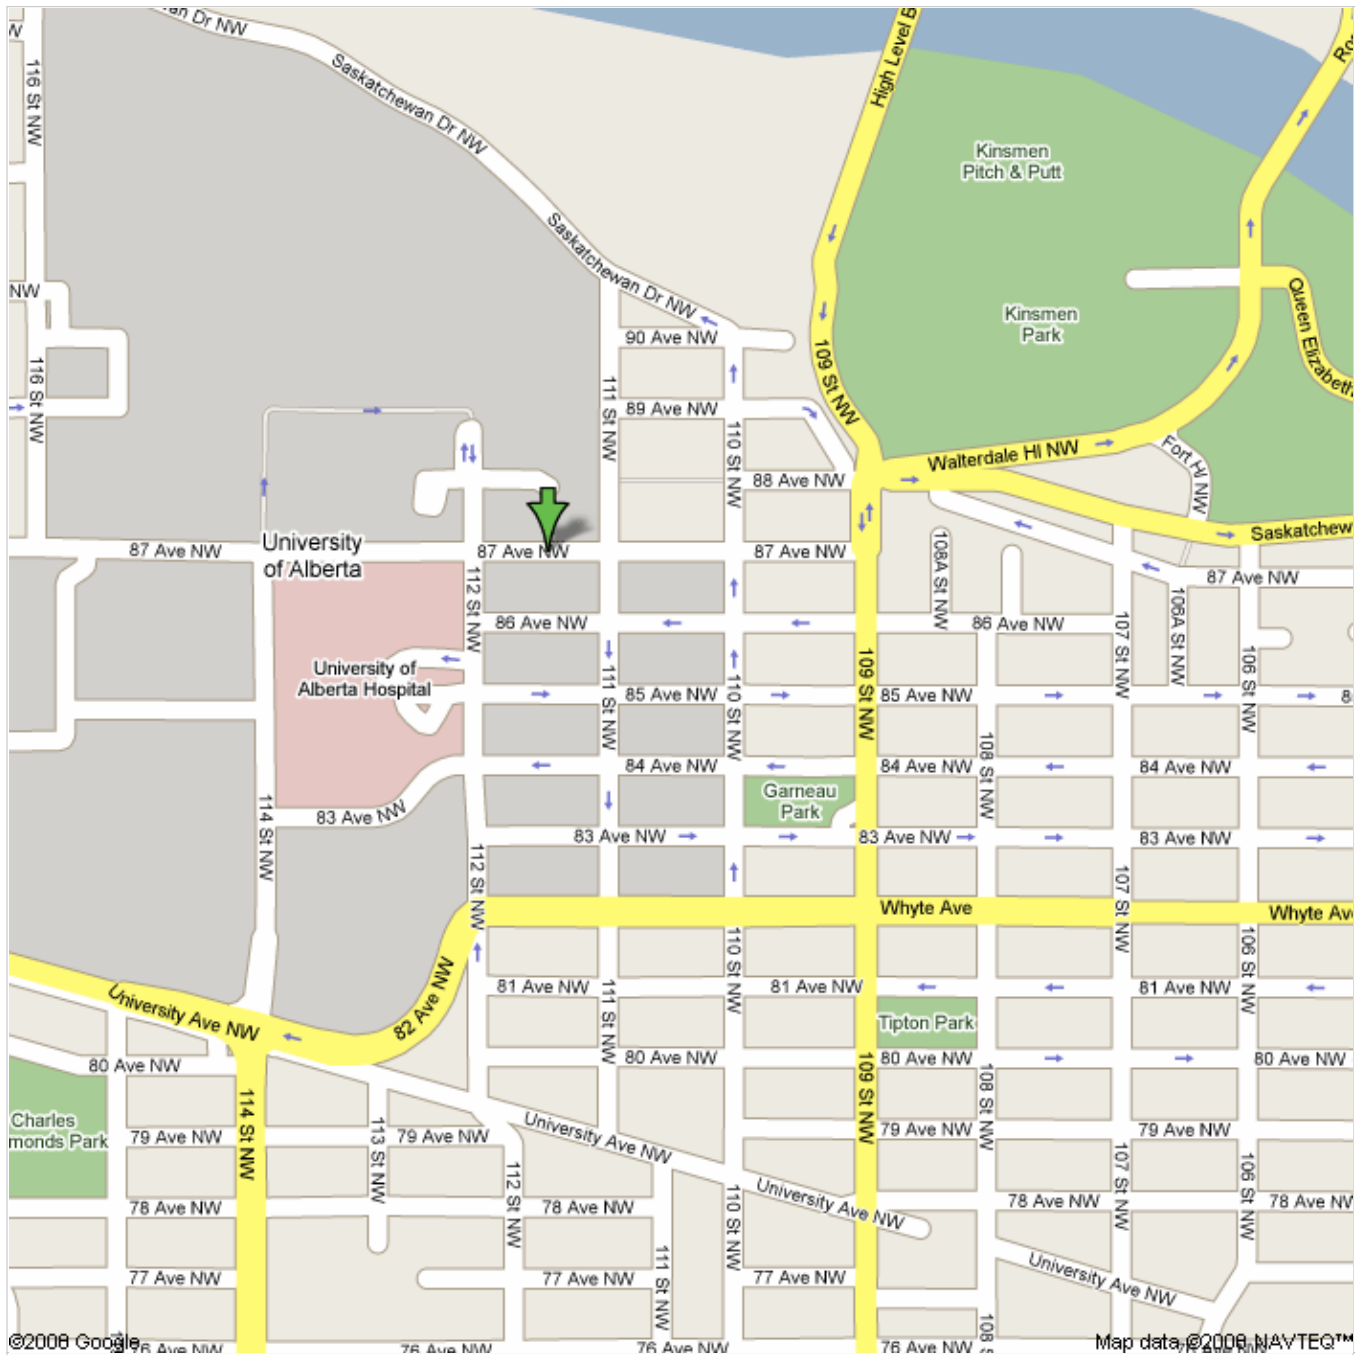 an Dr NW
W
116 St NW
Saskatchewan Dr NW
High Level B
Ro
Kinsmen
Pitch & Putt
Saskatchewan Dr NW
NW
Queen Elizabeth
Kinsmen
Park
90 Ave NW
109 St NW
116 St NW
111 St NW
89 Ave NW
110 St NW
Walterdale Hl NW
Fort Hl NW
88 Ave NW
Saskatchew
University
of Alberta
87 Ave NW
87 Ave NW
87 Ave NW
108A St NW
87 Ave NW
112 St NW
106A St NW
107 St NW
86 Ave NW
86 Ave NW
University of
Alberta Hospital
111 St NW
110 St NW
109 St NW
106 St NW
85 Ave NW
85 Ave NW
8
108 St NW
84 Ave NW
84 Ave NW
84 Ave NW
Garneau
Park
114 St NW
83 Ave NW
83 Ave NW
83 Ave NW
83 Ave NW
112 St NW
107 St NW
Whyte Ave
Whyte Ave
110 St NW
106 St NW
82 Ave NW
81 Ave NW
111 St NW
81 Ave NW
81 Ave NW
University Ave NW
Tipton Park
80 Ave NW
80 Ave NW
80 Ave NW
80 Ave NW
109 St NW
108 St NW
114 St NW
Charles
monds Park
113 St NW
79 Ave NW
79 Ave NW
University Ave NW
79 Ave NW
79 Ave NW
107 St NW
106 St NW
112 St NW
110 St NW
78 Ave NW
78 Ave NW
University Ave NW
78 Ave NW
78 Ave NW
111 St NW
77 Ave NW
77 Ave NW
77 Ave NW
University Ave NW
108 S
©2008 Google
76 Ave NW
76 Ave NW
76 Ave NW
Map data ©2008 NAVTEQ™